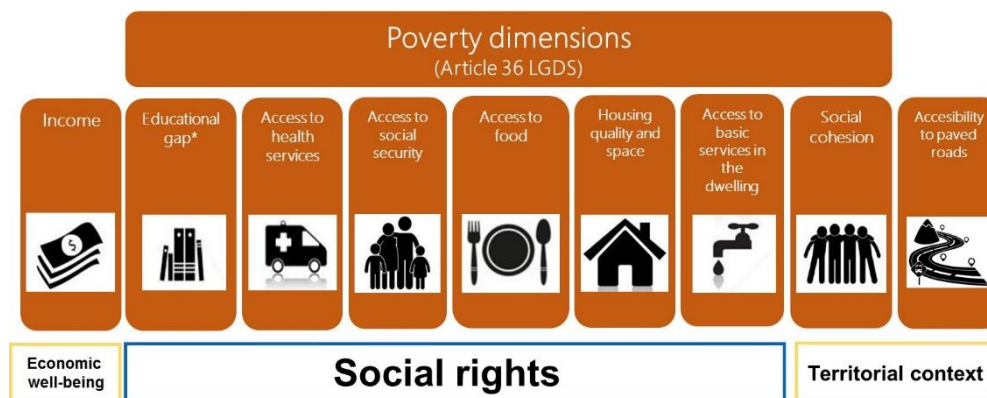 Poverty dimensions
(Article 36 LGDS)
Income
Educational
gap*
Access to
health
services
Access to
social
security
Access to
food
Housing
quality and
space
Access to
basic
services in
the
dwelling
Social
cohesion
Accesibility
to paved
roads
$
Economic
well-being
Social rights
Territorial context